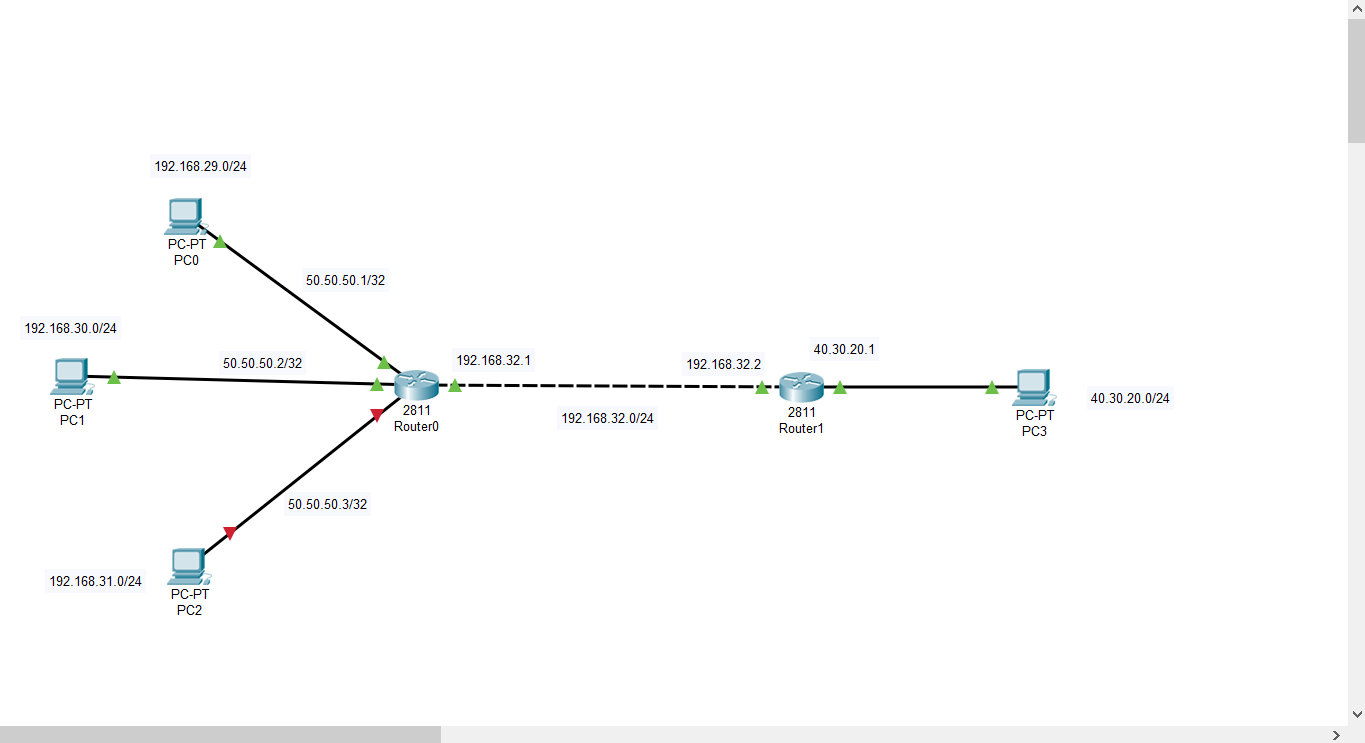 192.168.29.0/24
PC-PT
PC0
50.50.50.1/32
192.168.30.0/24
50.50.50.2/32
PC-PT
PC1
192.168.32.1
2811
Router0
192.168.32.2
192.168.32.0/24
40.30.20.1
2811
Router1
PC-PT
PC3
40.30.20.0/24
50.50.50.3/32
192.168.31.0/24
PC-PT
PC2